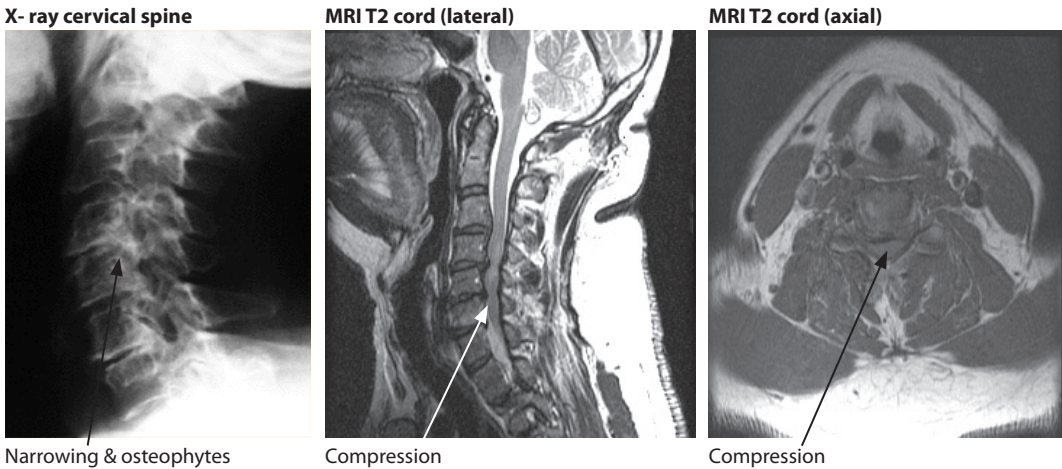 X- ray cervical spine
MRI T2 cord (lateral)
MRI T2 cord (axial)
Narrowing & osteophytes
Compression
Compression